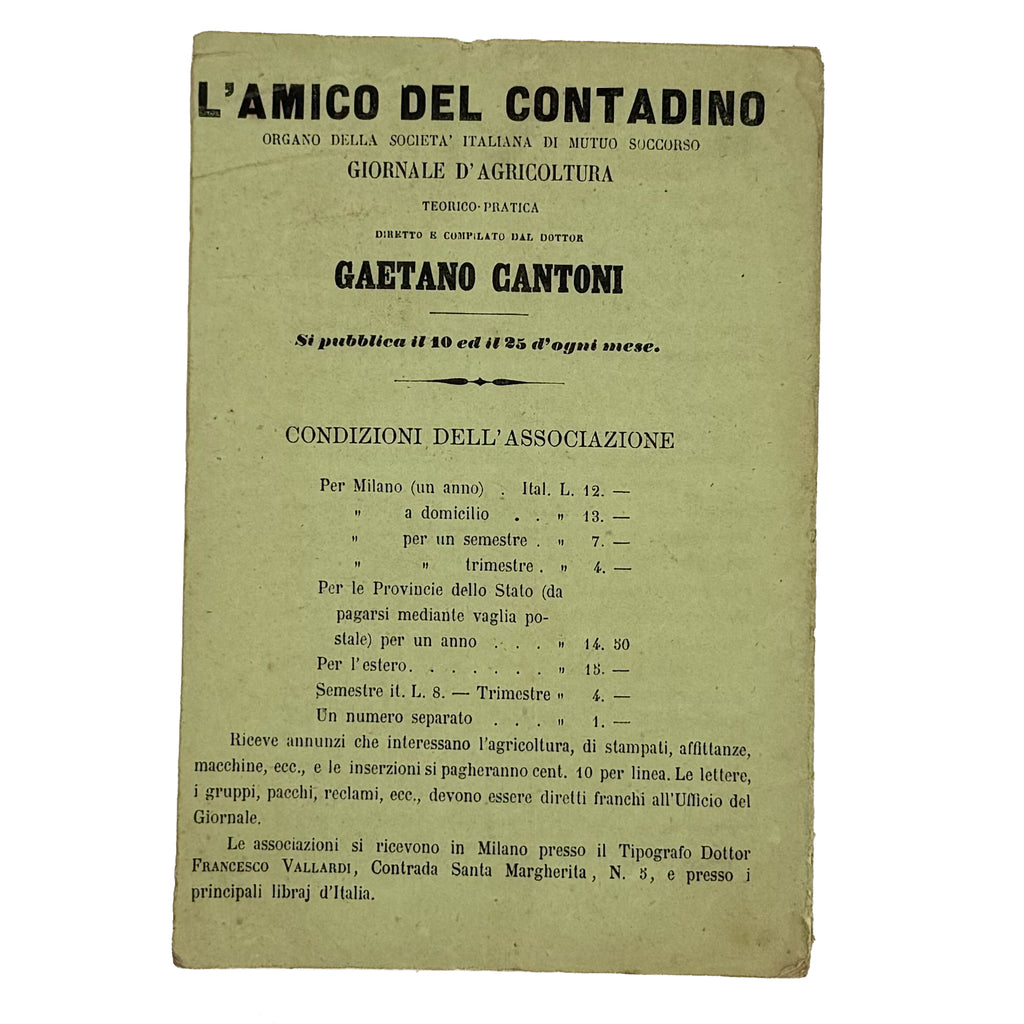 L'AMICO DEL CONTADINO
ORGANO DELLA SOCIETA' ITALIANA DI MUTUO SOCCORSO
GIORNALE D'AGRICOLTURA
TEORICO-PRATICA
DIRETTO E COMPILATO DAL DOTTOR
GAETANO CANTONI
Si pubblica il 10 ed il 25 d'ogni mese.
CONDIZIONI DELL'ASSOCIAZIONE
Per Milano (un anno) . Ital. L. 12. —
" a domicilio . . " 13. —
" per un semestre . " 7. —
" " trimestre . " 4. —
Per le Provincie dello Stato (da
pagarsi mediante vaglia po-
stale) per un anno . . . " 14. 50
Per l'estero. . . . . . . " 15. —
Semestre it. L. 8. — Trimestre " 4. —
Un numero separato . . . " 1. —
Riceve annunzi che interessano l'agricoltura, di stampati, affittanze,
macchine, ecc., e le inserzioni si pagheranno cent. 10 per linea. Le lettere,
i gruppi, pacchi, reclami, ecc., devono essere diretti franchi all'Ufficio del
Giornale.
Le associazioni si ricevono in Milano presso il Tipografo Dottor
FRANCESCO VALLARDI, Contrada Santa Margherita, N. 5, e presso i
principali libraj d'Italia.